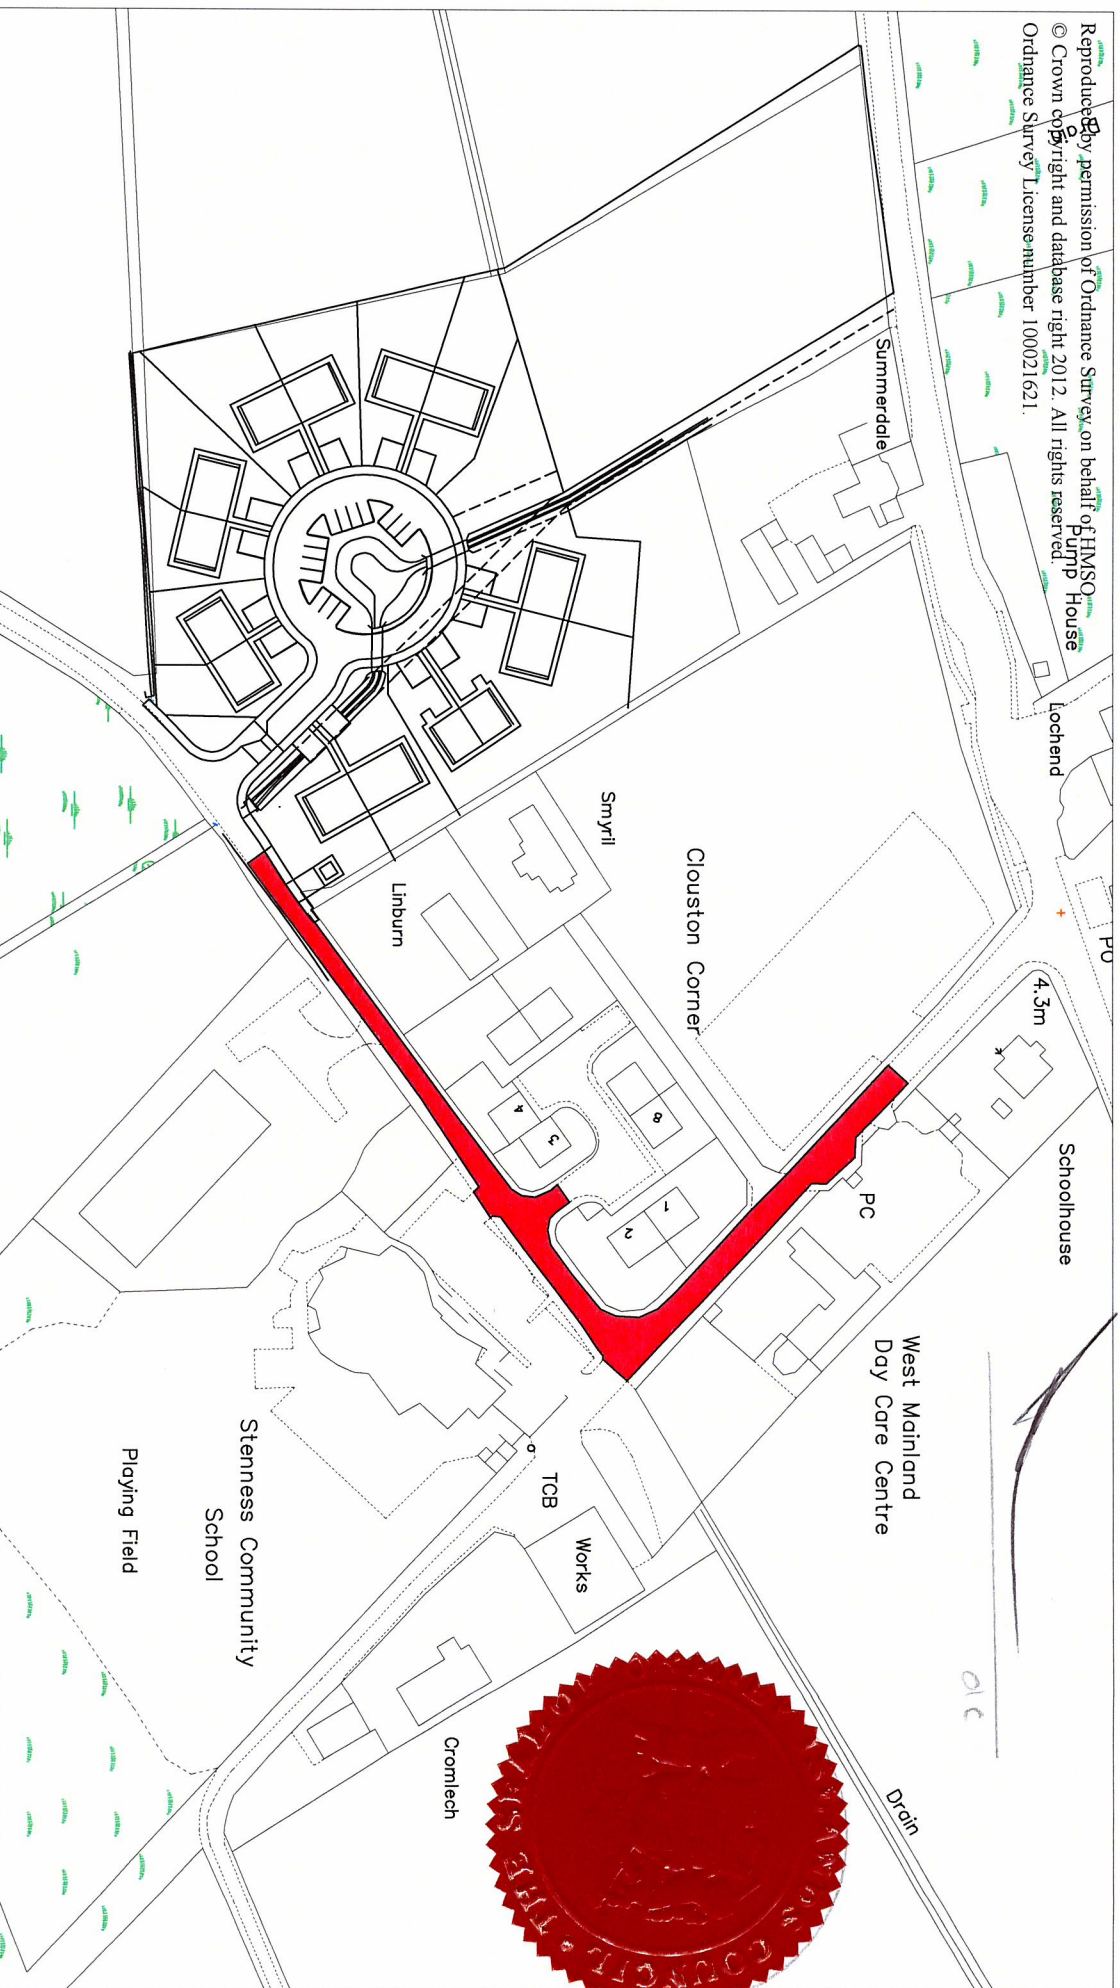 Reproduced by permission of Ordnance Survey on behalf of HMSO.
© Crown copyright and database right 2012. All rights reserved.
Ordnance Survey License number 100021621.
Pump House
Lochend
PO
4.3m
Schoolhouse
Summerdale
PC
West Mainland
Day Care Centre
Clouston Corner
Smyril
Linburn
8
4
3
1
2
TCB
Works
Stenness Community
School
Playing Field
Cromlech
Drain
THE
COUNCIL